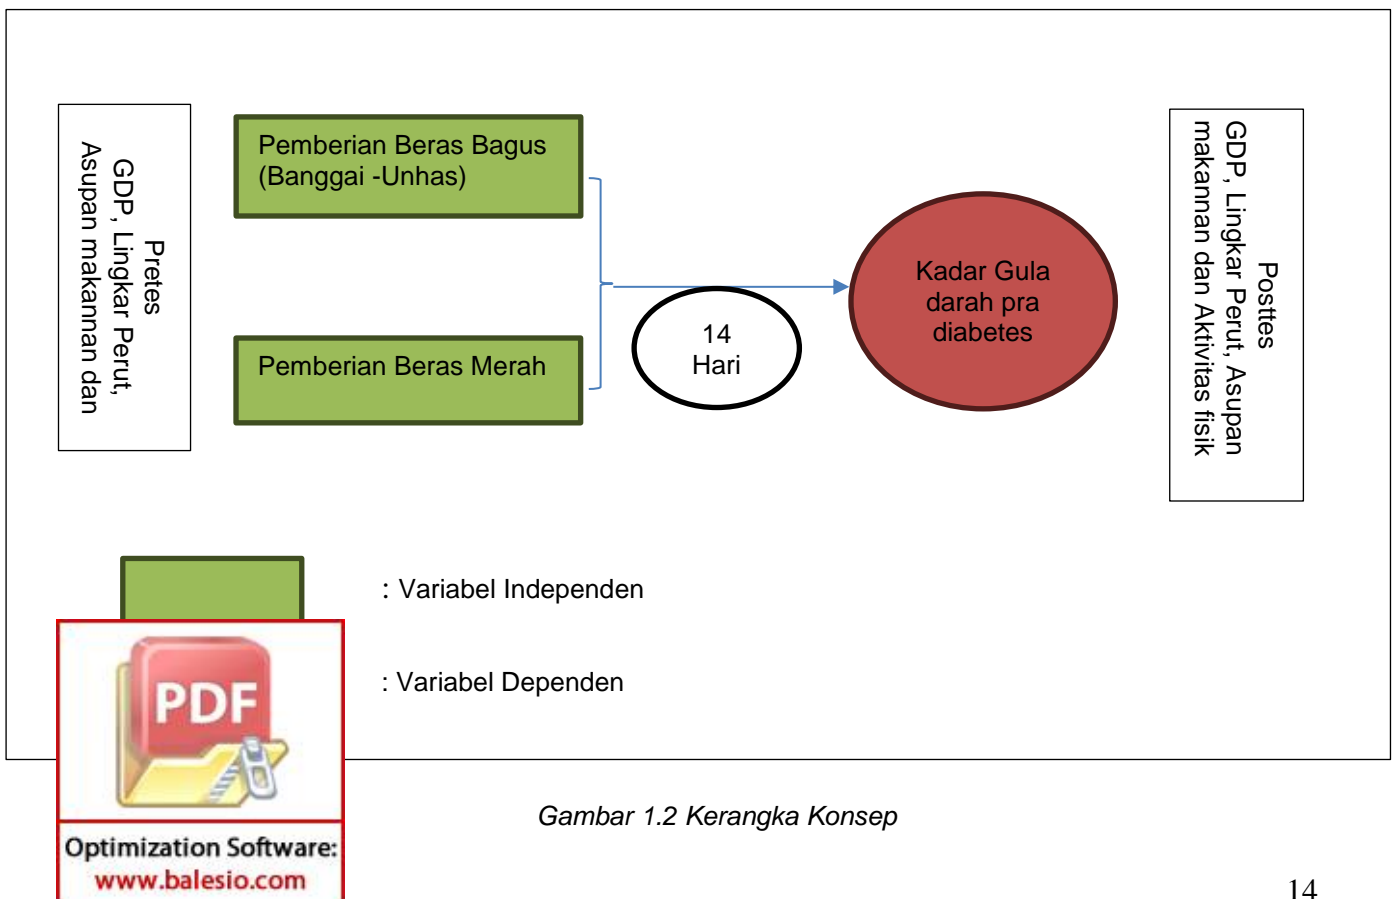 Pretes
GDP, Lingkar Perut,
Asupan makannan dan
Pemberian Beras Bagus
(Banggai -Unhas)
Pemberian Beras Merah
14
Hari
Kadar Gula
darah pra
diabetes
Posttes
GDP, Lingkar Perut, Asupan
makannan dan Aktivitas fisik
: Variabel Independen
: Variabel Dependen
PDF
Optimization Software:
www.balesio.com
Gambar 1.2 Kerangka Konsep
14